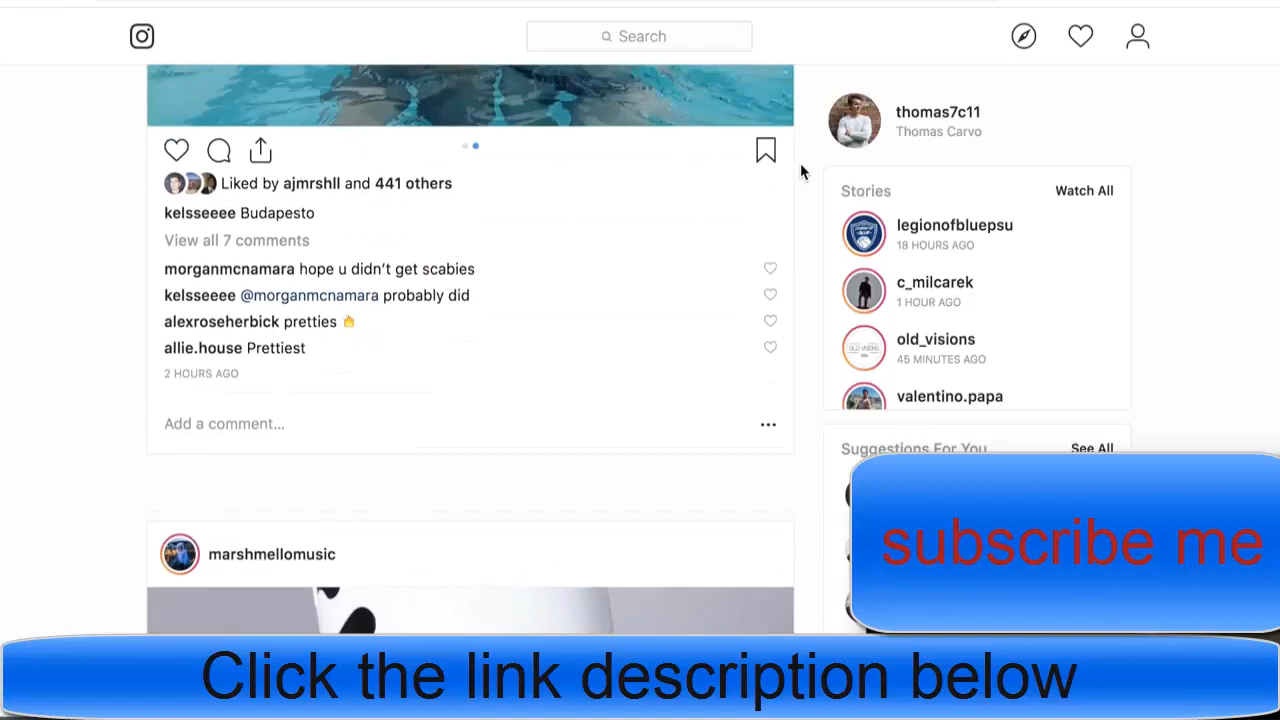 Search
thomas7c11
Thomas Carvo
Liked by ajmrshll and 441 others
kelsseeee Budapesto
View all 7 comments
morganmcnamara hope u didn't get scabies
kelsseeee @morganmcnamara probably did
alexroseherbick pretties 🔥
allie.house Prettiest
2 HOURS AGO
Add a comment...
Stories
Watch All
legionofbluepsu
18 HOURS AGO
c_milcarek
1 HOUR AGO
old_visions
45 MINUTES AGO
valentino.papa
Suggestions For You
See All
marshmellomusic
subscribe me
Click the link description below